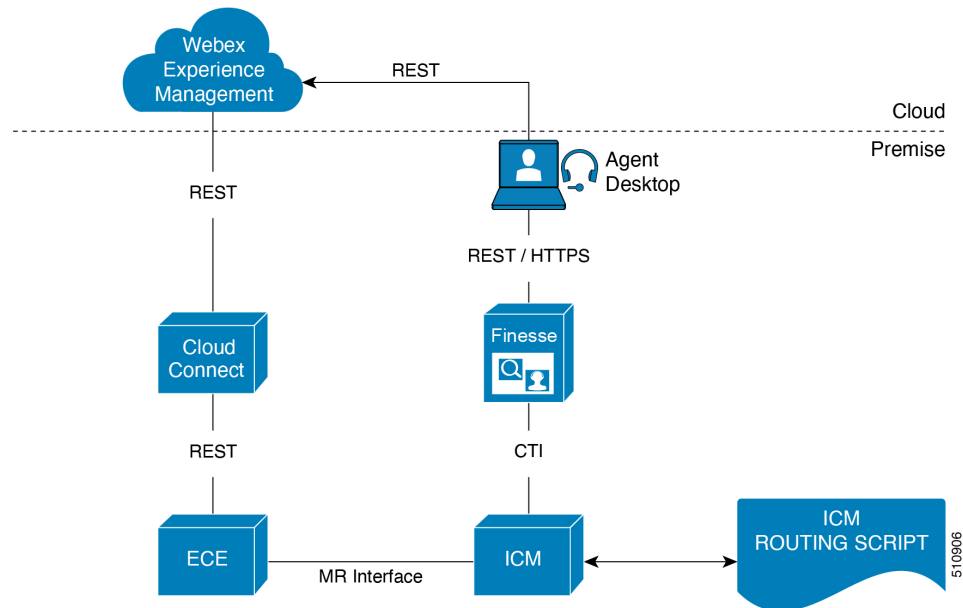 Webex
Experience
Management
REST
Cloud
Premise
Agent
Desktop
REST
REST / HTTPS
Finesse
Cloud
Connect
REST
CTI
ECE
MR Interface
ICM
ICM
ROUTING SCRIPT
510906